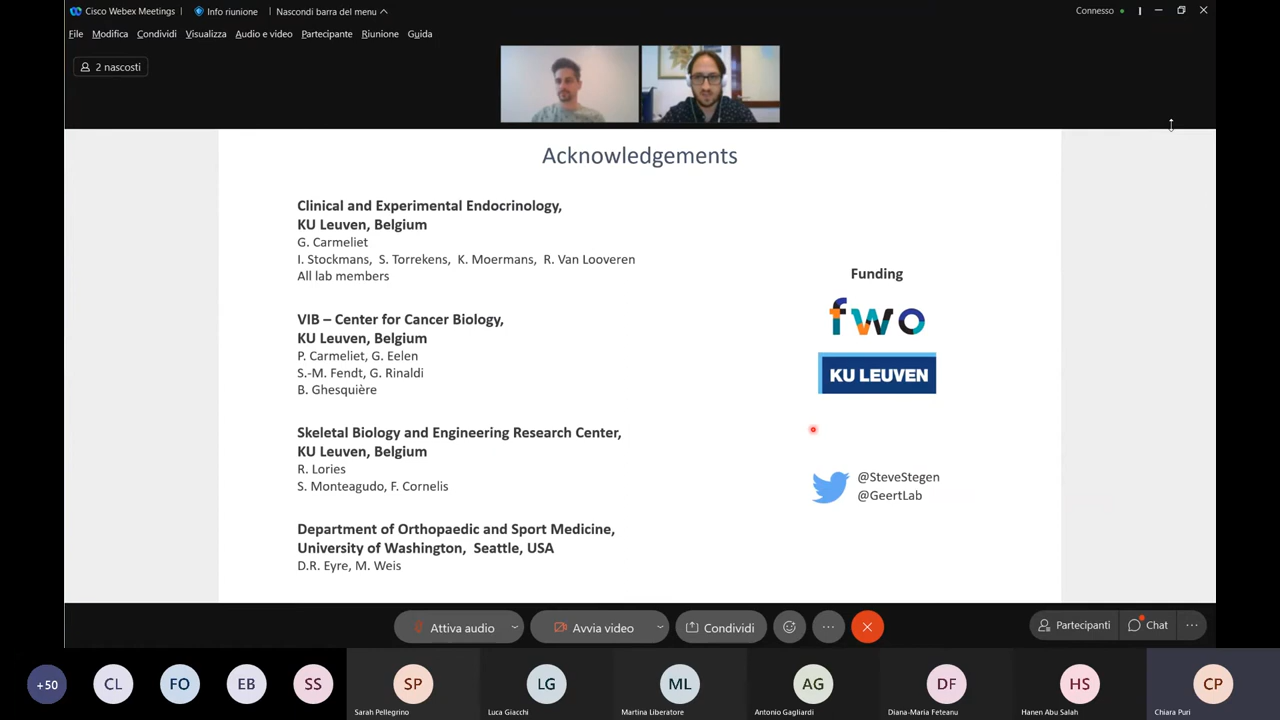 Cisco Webex Meetings
Info riunione
Nascondi barra del menu
Connesso
File Modifica Condividi Visualizza Audio e video Partecipante Riunione Guida
2 nascosti
Acknowledgements
Clinical and Experimental Endocrinology,
KU Leuven, Belgium
G. Carmeliet
I. Stockmans, S. Torrekens, K. Moermans, R. Van Looveren
All lab members
VIB – Center for Cancer Biology,
KU Leuven, Belgium
P. Carmeliet, G. Eelen
S.-M. Fendt, G. Rinaldi
B. Ghesquière
Skeletal Biology and Engineering Research Center,
KU Leuven, Belgium
R. Lories
S. Monteagudo, F. Cornelis
Department of Orthopaedic and Sport Medicine,
University of Washington, Seattle, USA
D.R. Eyre, M. Weis
Funding
fwo
KU LEUVEN
@SteveStegen
@GeertLab
Attiva audio
Avvia video
Condividi
Partecipanti
Chat
+50
CL
FO
EB
SS
SP
Sarah Pellegrino
LG
Luca Giacchi
ML
Martina Liberatore
AG
Antonio Gagliardi
DF
Diana-Maria Feteanu
HS
Hanen Abu Salah
CP
Chiara Puri